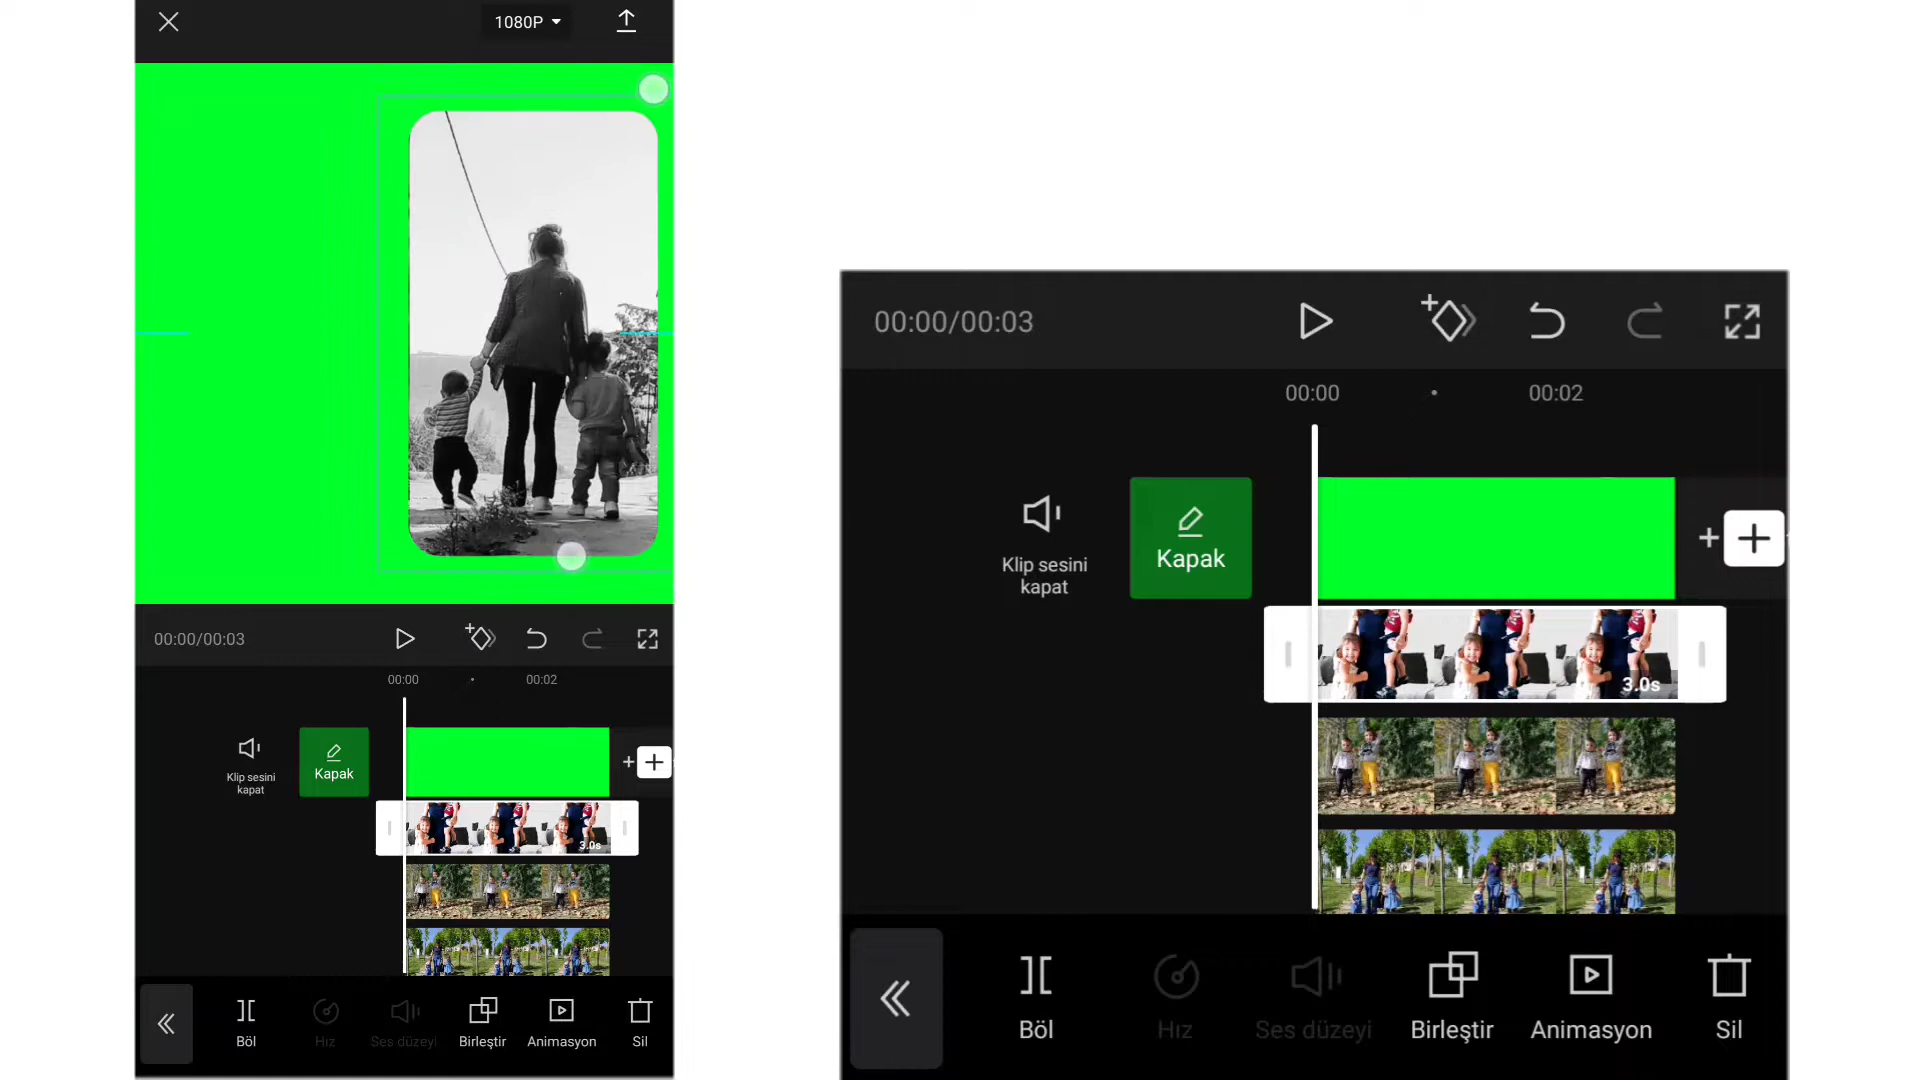 1080P
00:00/00:03
00:00
00:02
Klip sesini
kapat
Kapak
3.0s
Böl
Hız
Ses düzeyi
Birleştir
Animasyon
Sil
00:00/00:03
00:00
00:02
Klip sesini
kapat
Kapak
3.0s
Böl
Hız
Ses düzeyi
Birleştir
Animasyon
Sil